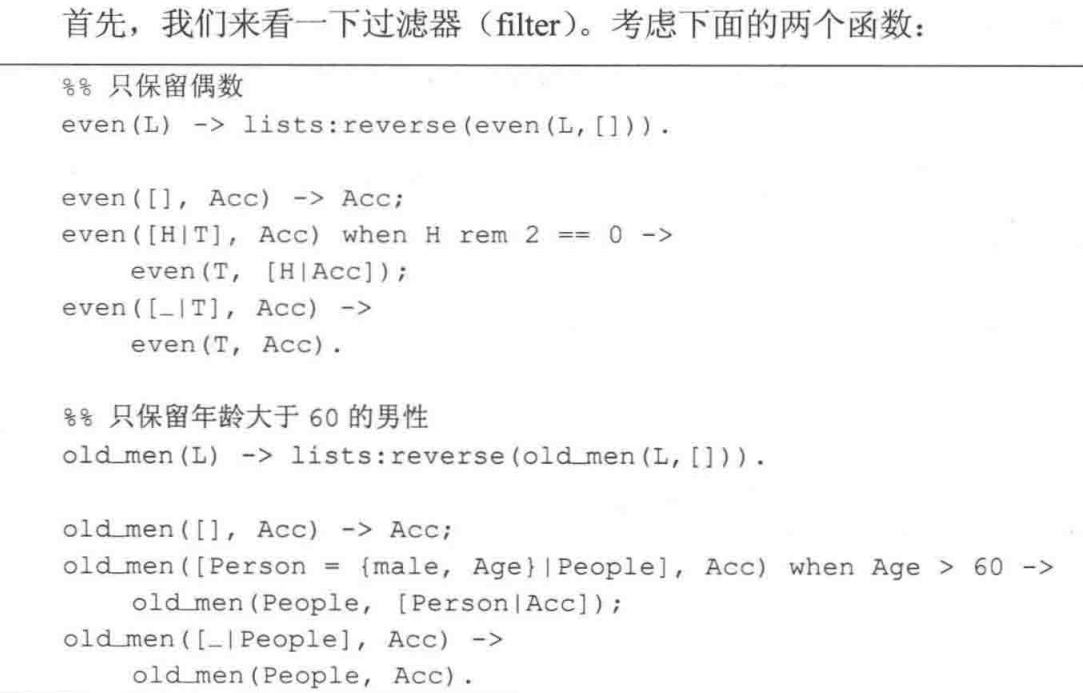 首先，我们来看一下过滤器（filter）。考虑下面的两个函数：
%% 只保留偶数
even(L) -> lists:reverse(even(L,[])).
even([], Acc) -> Acc;
even([H|T], Acc) when H rem 2 == 0 ->
even(T, [H|Acc]);
even([_|T], Acc) ->
even(T, Acc).
%% 只保留年龄大于 60 的男性
old_men(L) -> lists:reverse(old_men(L,[])).
old_men([], Acc) -> Acc;
old_men([Person = {male, Age}|People], Acc) when Age > 60 ->
old_men(People, [Person|Acc]);
old_men([_|People], Acc) ->
old_men(People, Acc).